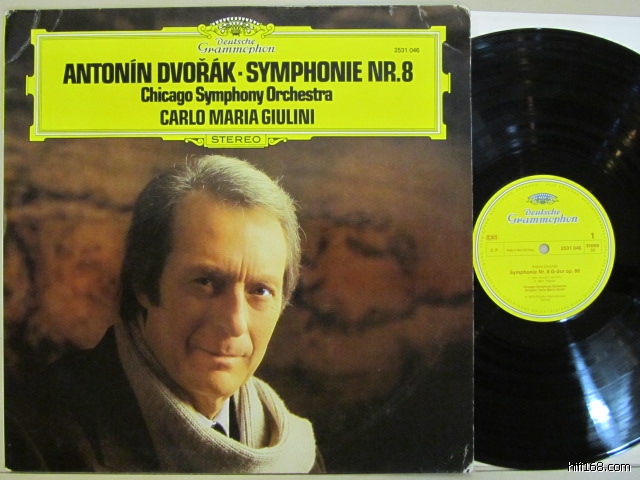 Deutsche
Grammophon
2531 046
ANTONÍN DVOŘÁK · SYMPHONIE NR. 8
Chicago Symphony Orchestra
CARLO MARIA GIULINI
STEREO
Deutsche
Grammophon
1
2531 046
STEREO
Symphonie Nr. 8 G-dur op. 88
hifi168.com